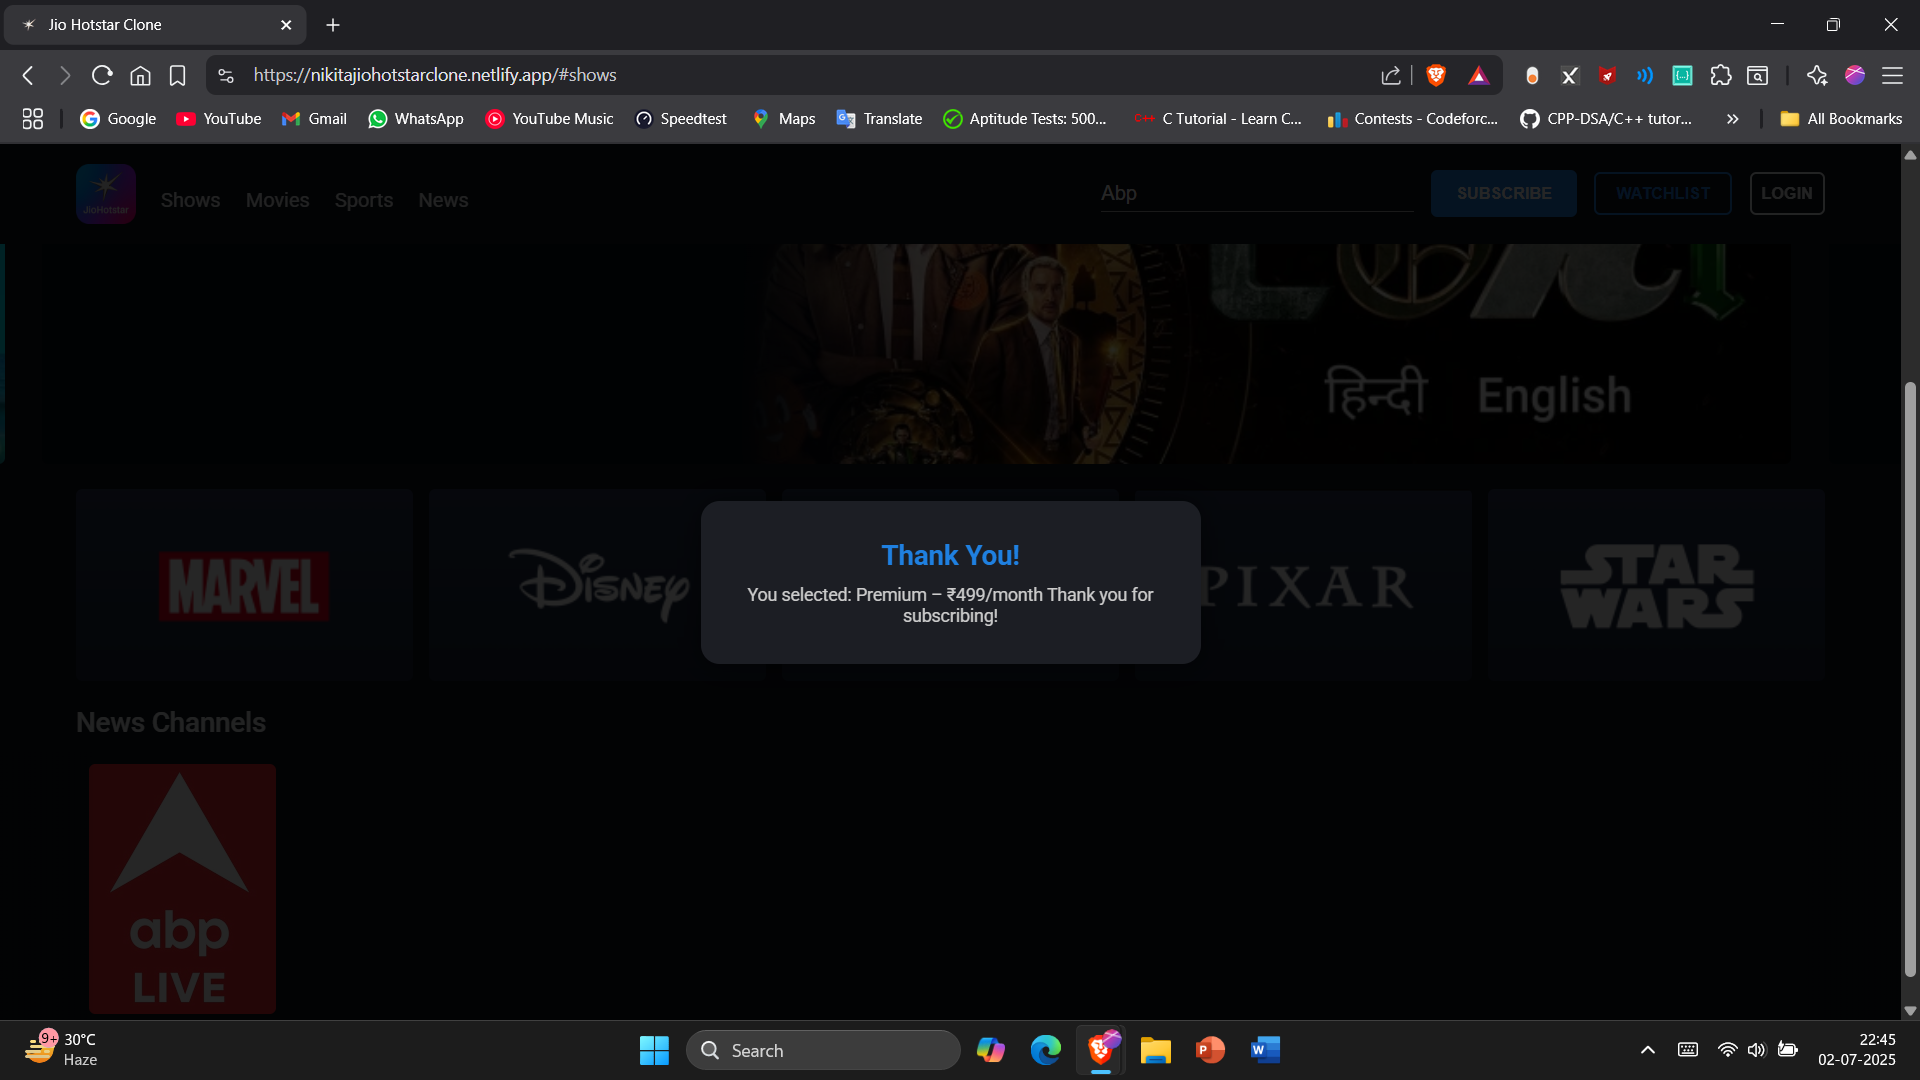 Jio Hotstar Clone
https://nikitajiohotstarclone.netlify.app/#shows
Google
YouTube
Gmail
WhatsApp
YouTube Music
Speedtest
Maps
Translate
Aptitude Tests: 500...
C++
C Tutorial - Learn C...
Contests - Codeforc...
CPP-DSA/C++ tutor...
All Bookmarks
JioHotstar
Shows
Movies
Sports
News
Abp
SUBSCRIBE
WATCHLIST
LOGIN
हिन्दी
English
MARVEL
Disney
PIXAR
STAR
WARS
Thank You!
You selected: Premium – ₹499/month Thank you for
subscribing!
News Channels
abp
LIVE
9+
30°C
Haze
Search
P
W
22:45
02-07-2025